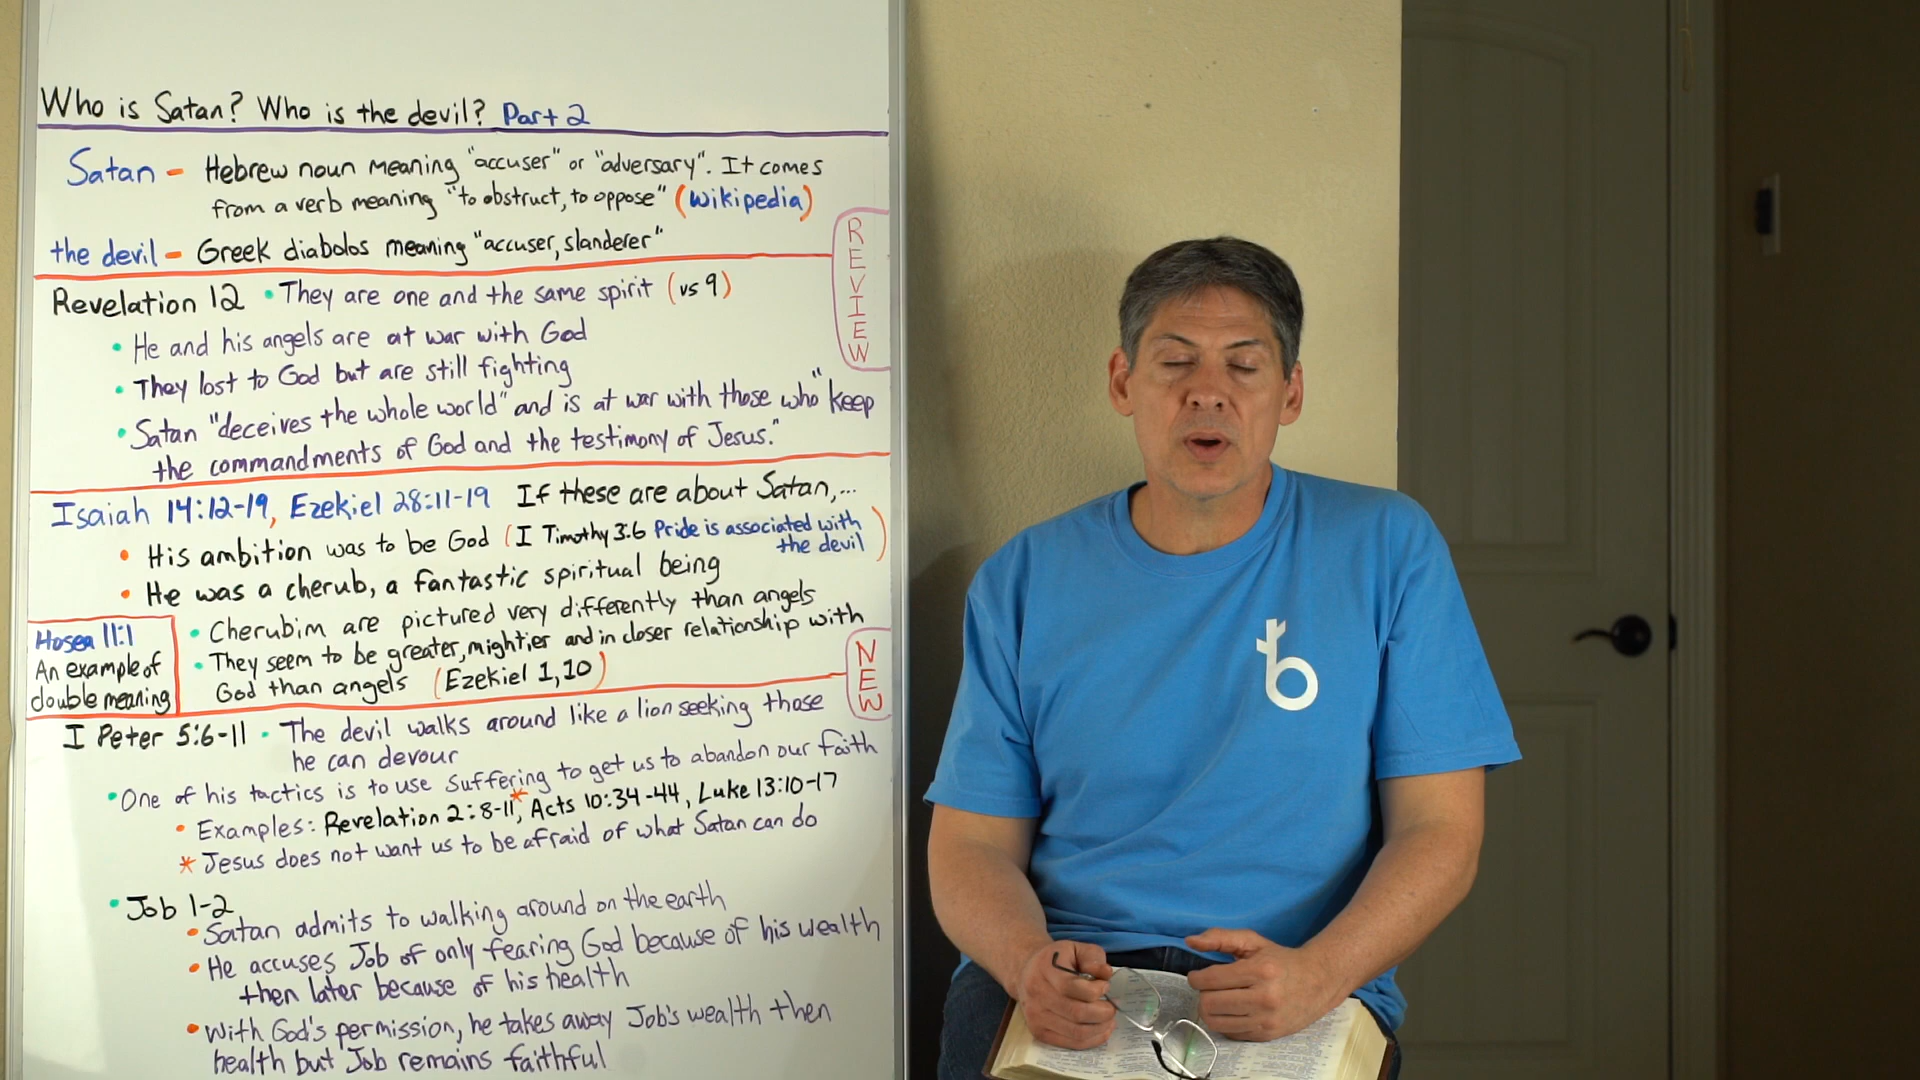 Who is Satan? Who is the devil? Part 2
Satan - Hebrew noun meaning "accuser" or "adversary". It comes
from a verb meaning "to obstruct, to oppose" (Wikipedia)
the devil - Greek diabolos meaning "accuser, slanderer"
REVIEW
Revelation 12 • They are one and the same spirit (vs 9)
• He and his angels are at war with God
• They lost to God but are still fighting
• Satan "deceives the whole world" and is at war with those who "keep
the commandments of God and the testimony of Jesus."
Isaiah 14:12-19, Ezekiel 28:11-19 If these are about Satan,...
• His ambition was to be God (I Timothy 3:6 Pride is associated with
the devil)
• He was a cherub, a fantastic spiritual being
• Cherubim are pictured very differently than angels
• They seem to be greater, mightier and in closer relationship with
God than angels (Ezekiel 1, 10)
Hosea 11:1
An example of
double meaning
NEW
I Peter 5:6-11 • The devil walks around like a lion seeking those
he can devour
• One of his tactics is to use suffering to get us to abandon our faith
• Examples: Revelation 2:8-11*, Acts 10:34-44, Luke 13:10-17
* Jesus does not want us to be afraid of what Satan can do
• Job 1-2
• Satan admits to walking around on the earth
• He accuses Job of only fearing God because of his wealth
then later because of his health
• With God's permission, he takes away Job's wealth then
health but Job remains faithful